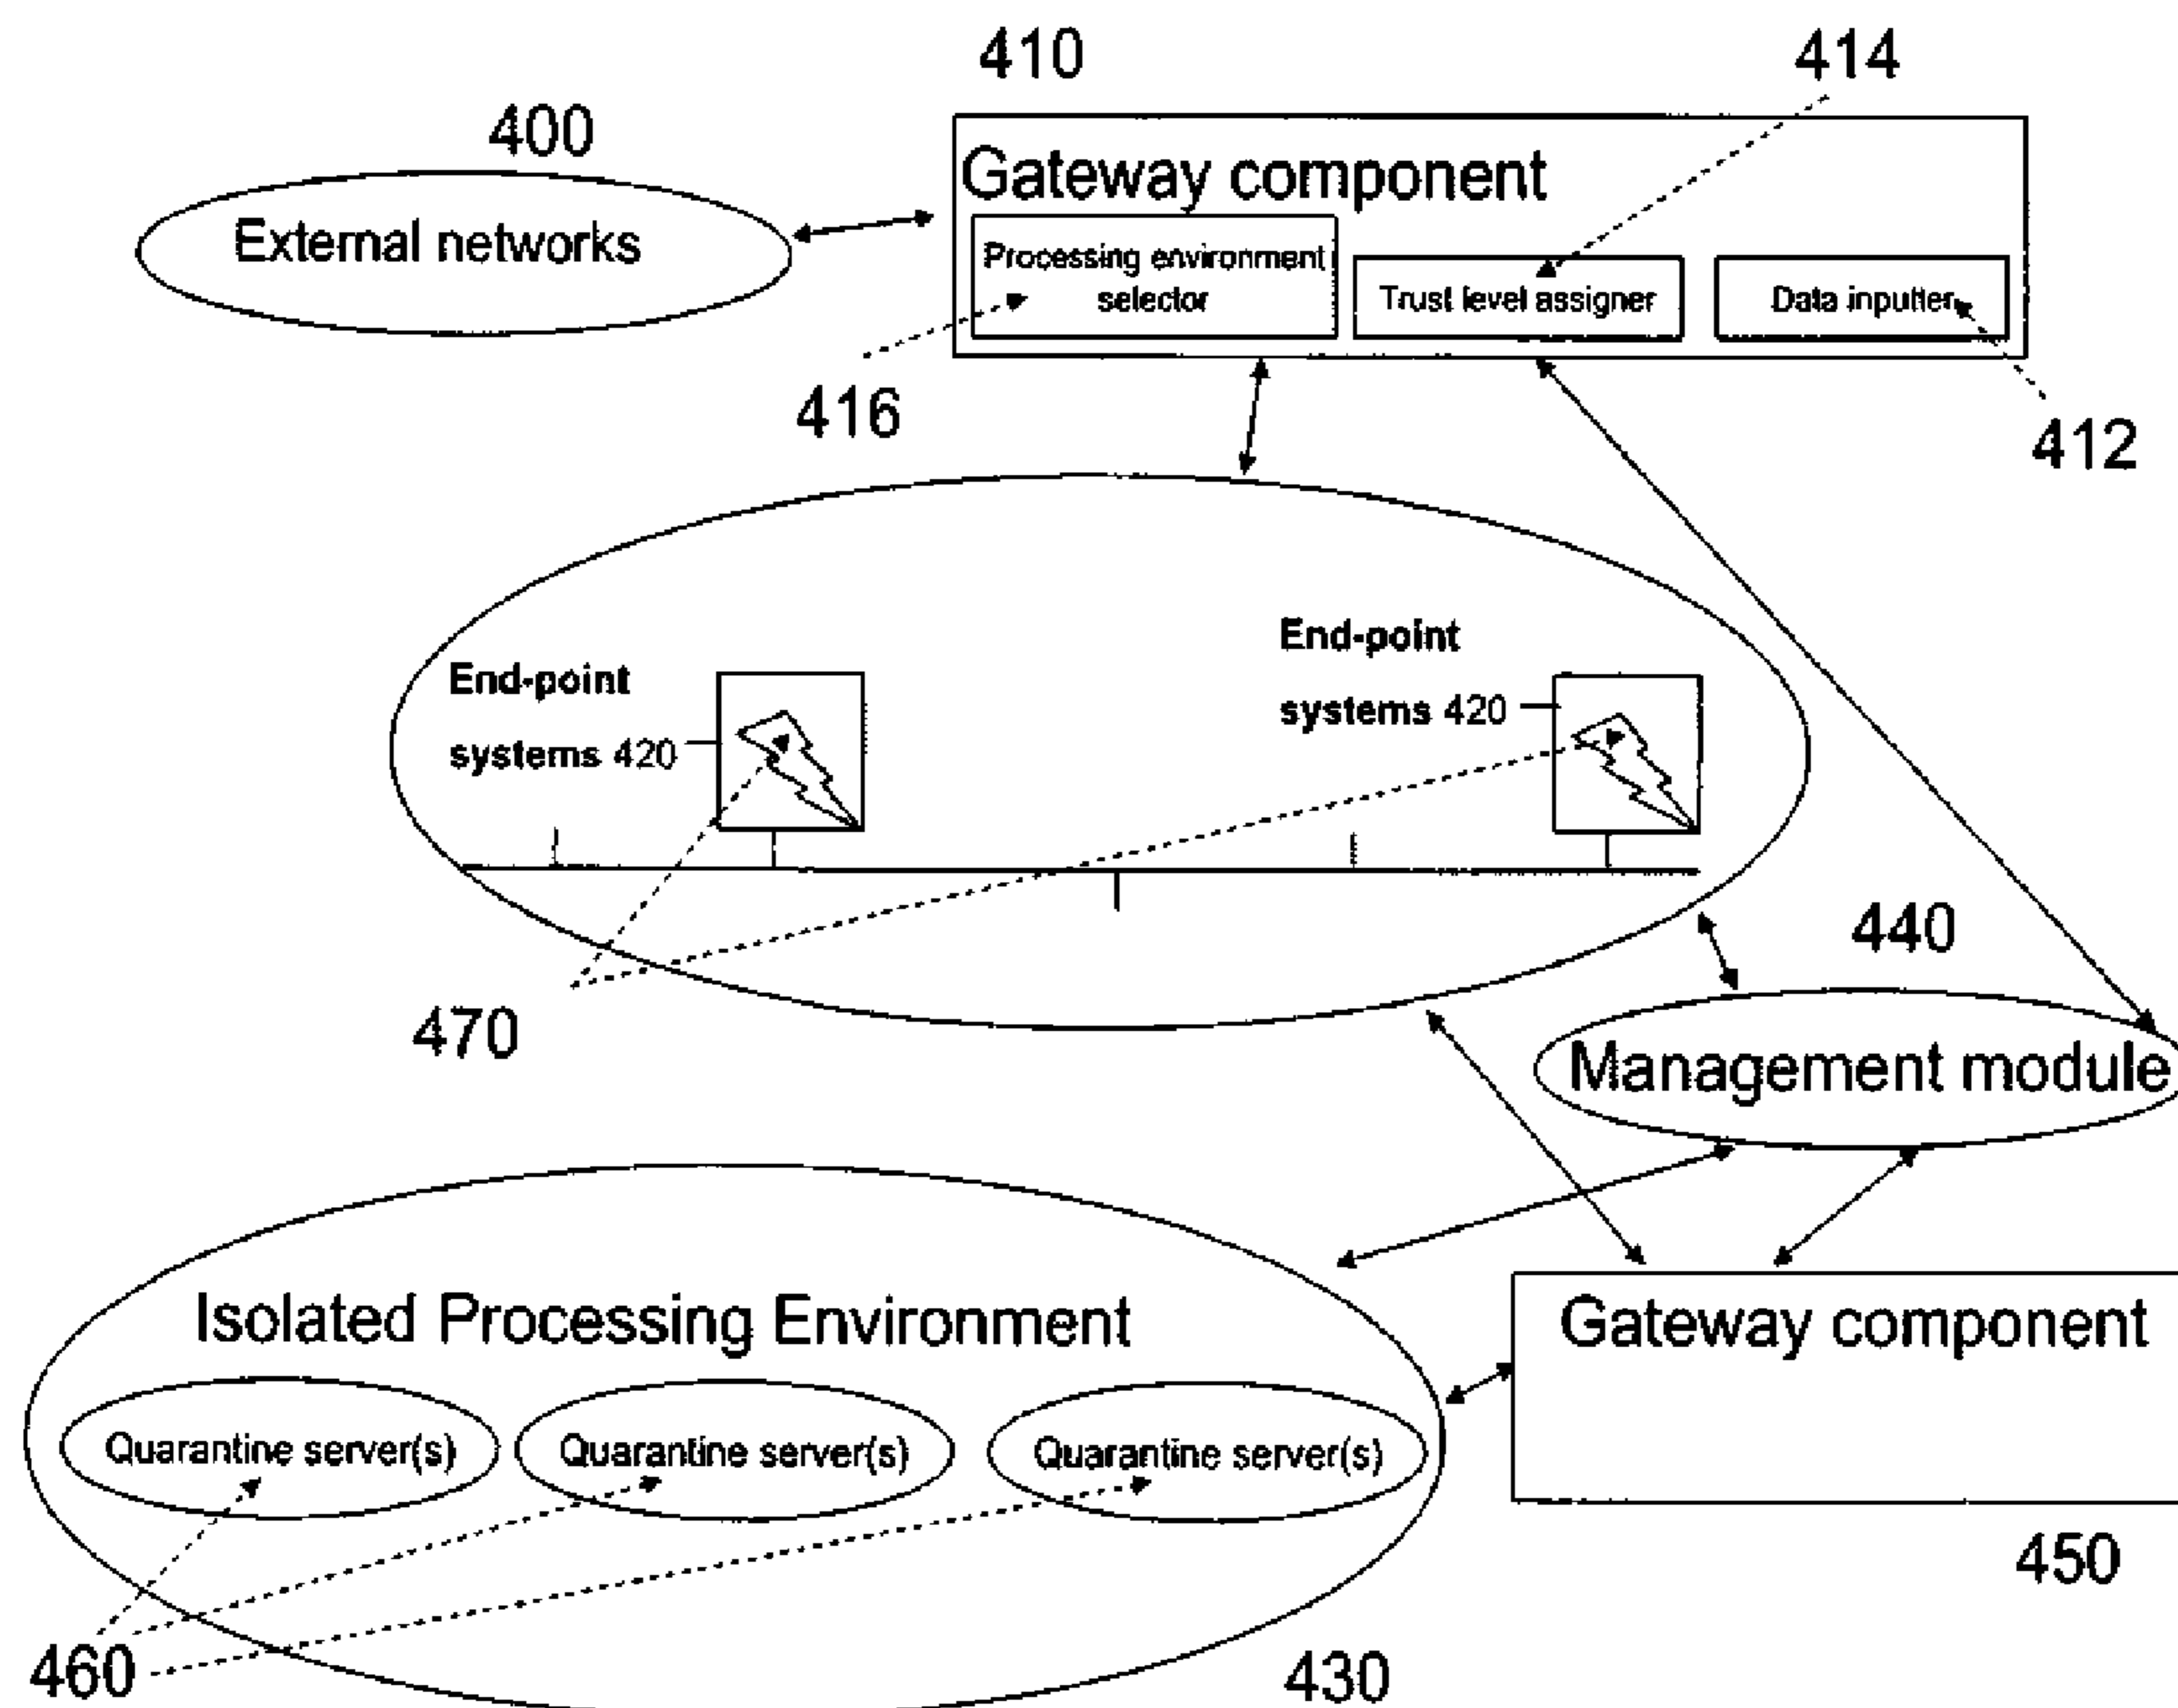 410
414
400
Gateway component
External networks
Processing environment
selector
Trust level assigner
Data inputter
416
412
End-point
systems 420
End-point
systems 420
440
470
Management module
Isolated Processing Environment
Gateway component
Quarantine server(s)
Quarantine server(s)
Quarantine server(s)
450
460
430